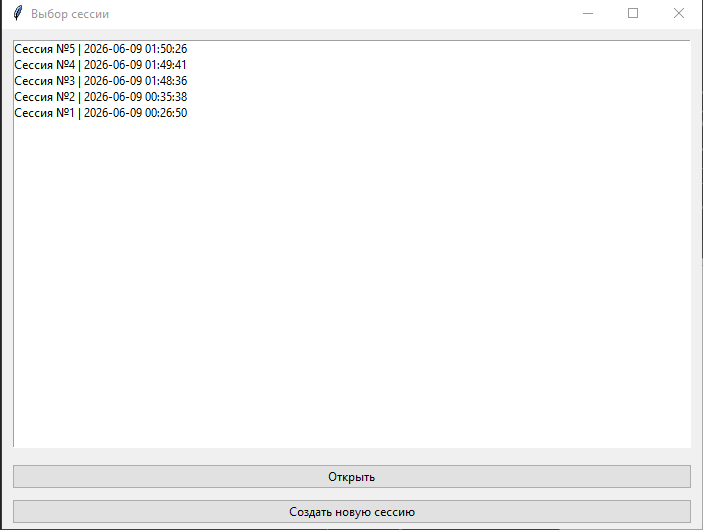 Выбор сессии
Сессия №5 | 2026-06-09 01:50:26
Сессия №4 | 2026-06-09 01:49:41
Сессия №3 | 2026-06-09 01:48:36
Сессия №2 | 2026-06-09 00:35:38
Сессия №1 | 2026-06-09 00:26:50
Открыть
Создать новую сессию